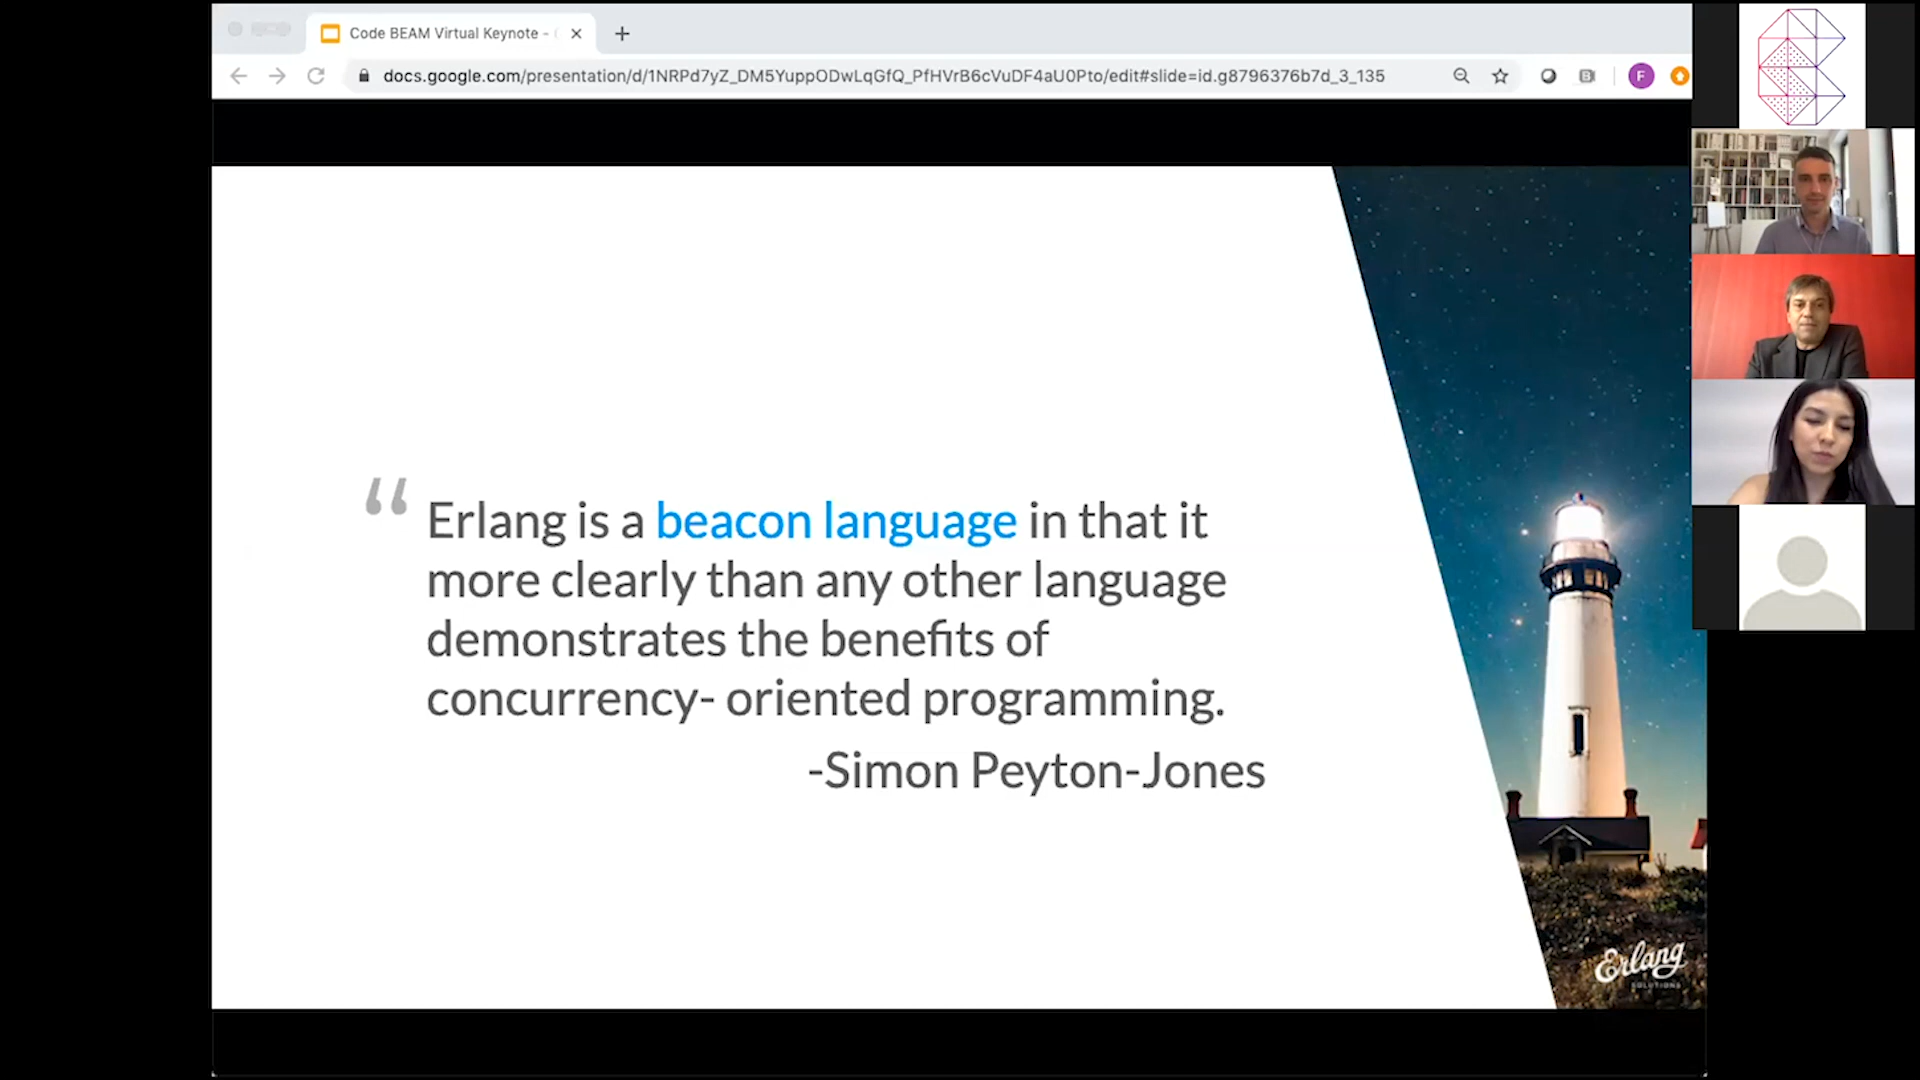 Code BEAM Virtual Keynote -
docs.google.com/presentation/d/1NRPd7yZ_DM5YuppODwLqGfQ_PfHVrB6cVuDF4aU0Pto/edit#slide=id.g8796376b7d_3_135
F
“ Erlang is a beacon language in that it
more clearly than any other language
demonstrates the benefits of
concurrency- oriented programming.
-Simon Peyton-Jones
Erlang
SOLUTIONS